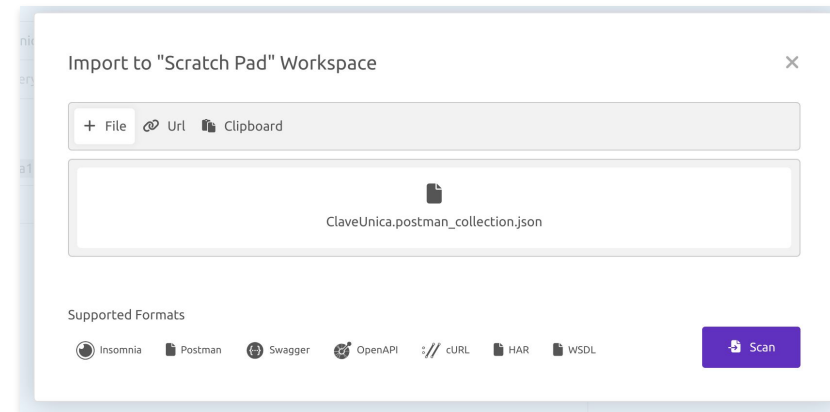 Import to "Scratch Pad" Workspace
File Url Clipboard
ClaveUnica.postman_collection.json
Supported Formats
Insomnia Postman Swagger OpenAPI cURL HAR WSDL
Scan